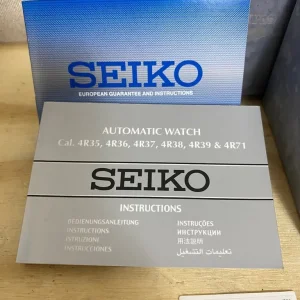 SEIKO
EUROPEAN GUARANTEE AND INSTRUCTIONS
AUTOMATIC WATCH
Cal. 4R35, 4R36, 4R37, 4R38, 4R39 & 4R71
SEIKO
INSTRUCTIONS
BEDIENUNGSANLEITUNG
INSTRUCTIONS
ISTRUZIONI
INSTRUCCIONES
INSTRUÇÕES
ИНСТРУКЦИИ
用法說明
تعليمات التشغيل